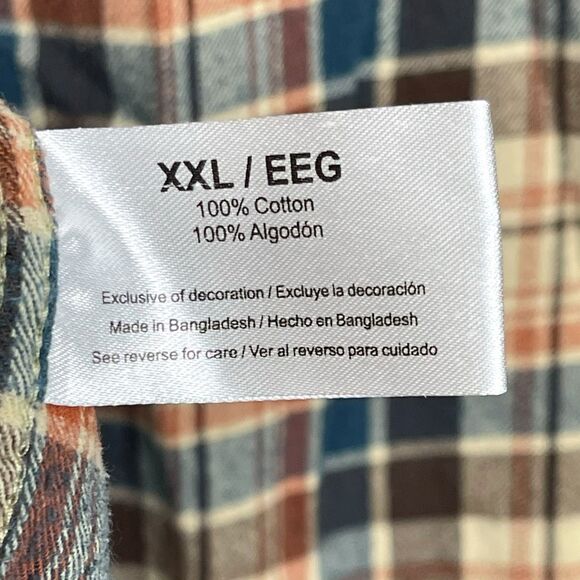 XXL / EEG
100% Cotton
100% Algodón
Exclusive of decoration / Excluye la decoración
Made in Bangladesh / Hecho en Bangladesh
See reverse for care / Ver al reverso para cuidado